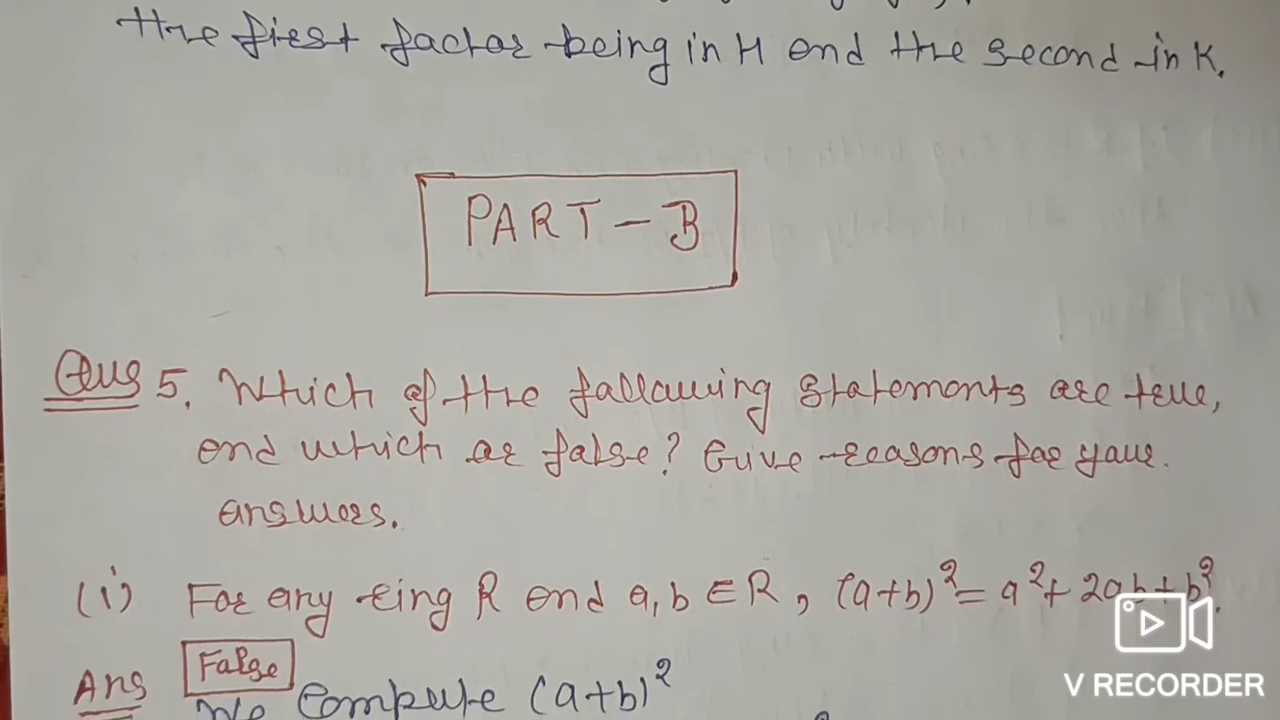 the first factor being in H and the second in K.
PART - B
Ques 5. Which of the following statements are true,
and which are false? Give reasons for your
answers.
(i) For any ring R and a, b ∈ R, (a+b)² = a² + 2ab + b².
Ans False
We compute (a+b)²
V RECORDER